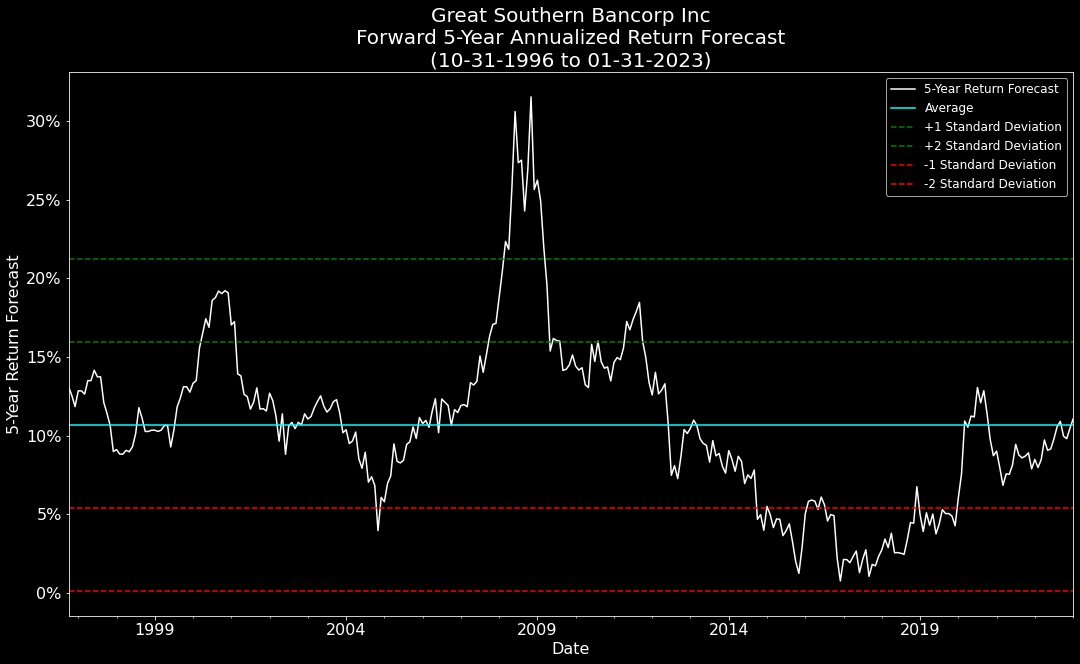 Great Southern Bancorp Inc
Forward 5-Year Annualized Return Forecast
(10-31-1996 to 01-31-2023)
5-Year Return Forecast
Average
+1 Standard Deviation
+2 Standard Deviation
-1 Standard Deviation
-2 Standard Deviation
30%
25%
20%
15%
10%
5%
0%
5-Year Return Forecast
1999
2004
2009
2014
2019
Date